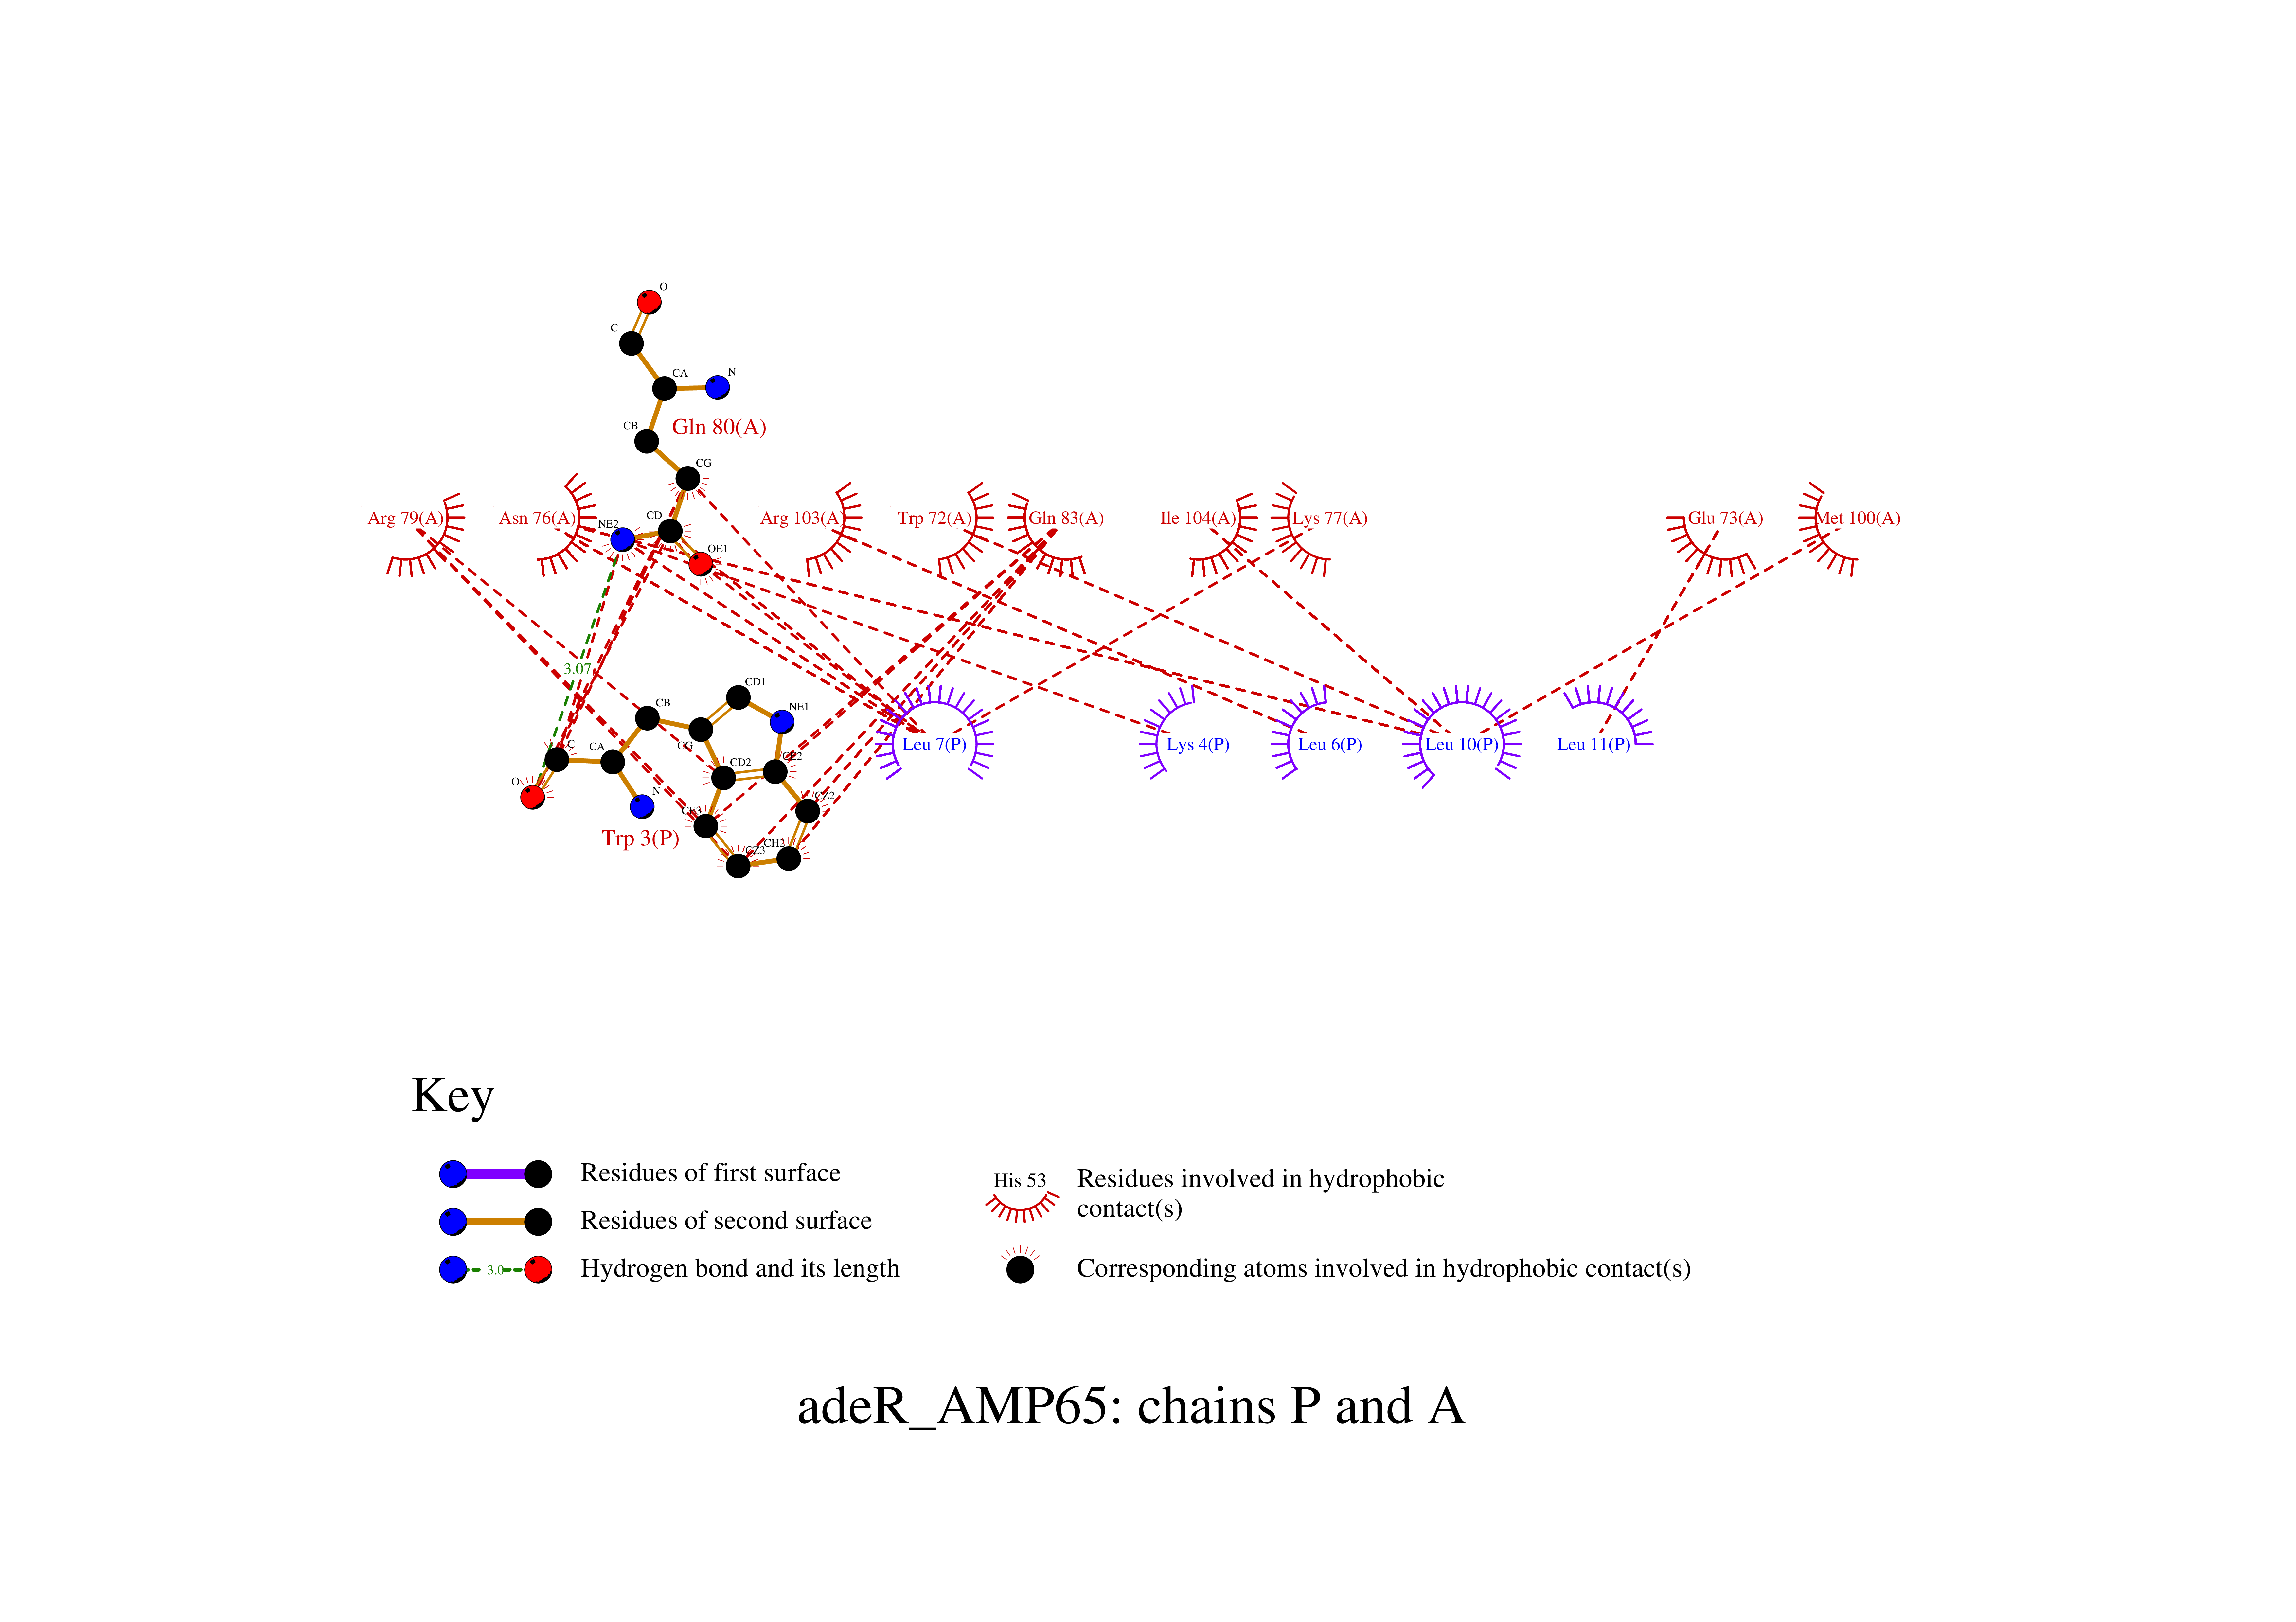 O
C
CA
N
CB
Gln 80(A)
CG
Arg 79(A)
Asn 76(A)
NE2
CD
OE1
Arg 103(A)
Trp 72(A)
Gln 83(A)
Ile 104(A)
Lys 77(A)
Glu 73(A)
Met 100(A)
3.07
CD1
CB
NE1
CG
C
CA
CD2
CE2
O
N
CE3
CZ2
Trp 3(P)
CZ3
CH2
Leu 7(P)
Lys 4(P)
Leu 6(P)
Leu 10(P)
Leu 11(P)
Key
Residues of first surface
Residues of second surface
3.0
Hydrogen bond and its length
His 53
Residues involved in hydrophobic
contact(s)
Corresponding atoms involved in hydrophobic contact(s)
adeR_AMP65: chains P and A